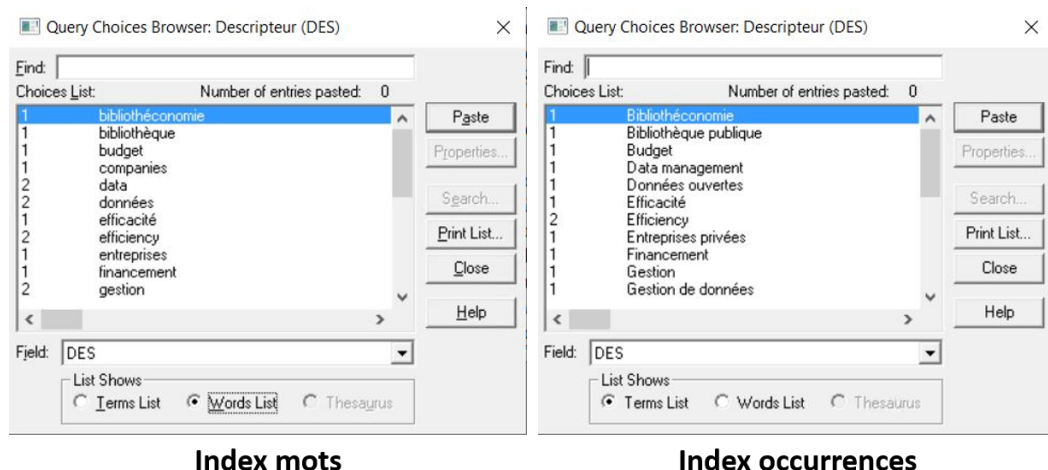 Query Choices Browser: Descripteur (DES)
Find:
Choices List: Number of entries pasted: 0
1 bibliothéconomie
1 bibliothèque
1 budget
1 companies
2 data
2 données
1 efficacité
2 efficiency
1 entreprises
1 financement
2 gestion
Paste
Properties...
Search...
Print List...
Close
Help
Field: DES
List Shows
Terms List Words List Thesaurus
Index mots
Query Choices Browser: Descripteur (DES)
Find:
Choices List: Number of entries pasted: 0
1 Bibliothéconomie
1 Bibliothèque publique
1 Budget
1 Data management
1 Données ouvertes
1 Efficacité
2 Efficiency
1 Entreprises privées
1 Financement
1 Gestion
1 Gestion de données
Paste
Properties...
Search...
Print List...
Close
Help
Field: DES
List Shows
Terms List Words List Thesaurus
Index occurrences